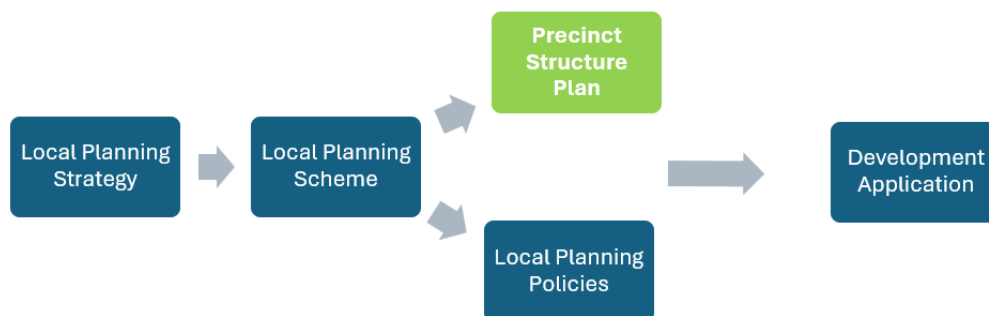 Local Planning
Strategy
Local Planning
Scheme
Precinct
Structure
Plan
Local Planning
Policies
Development
Application